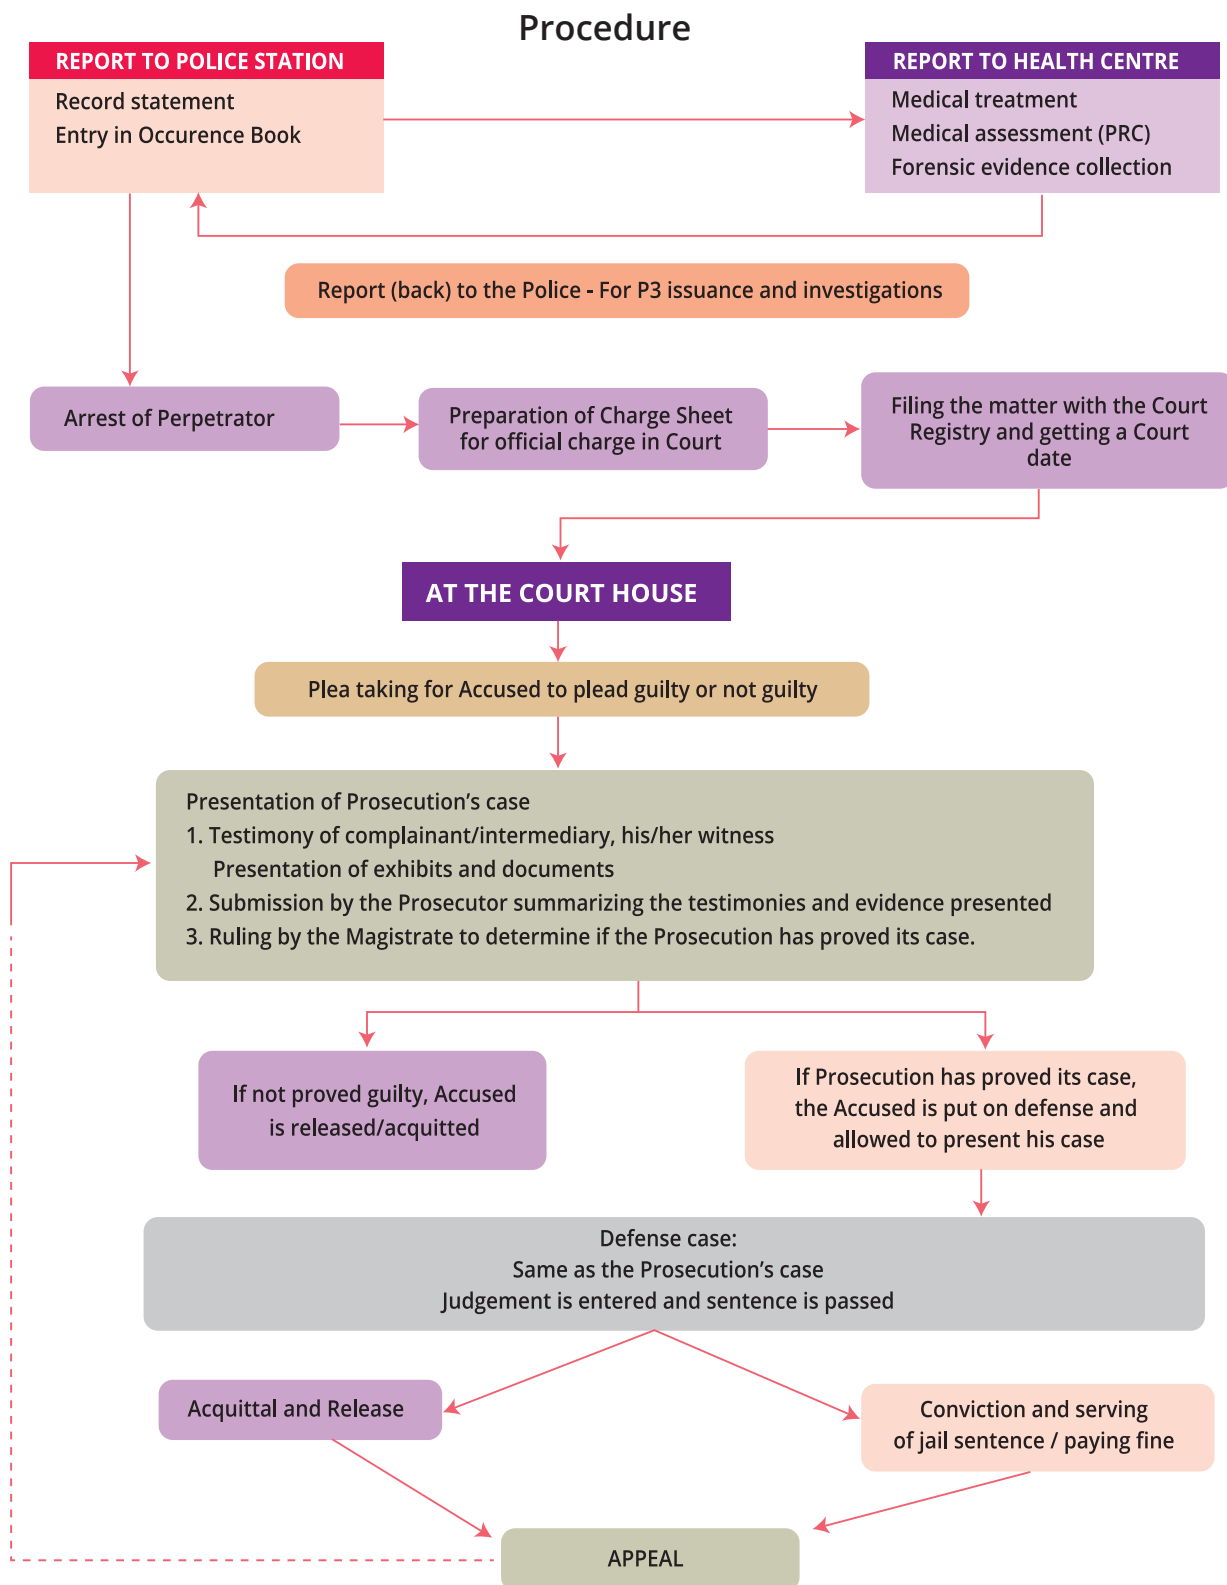 Procedure
REPORT TO POLICE STATION
Record statement
Entry in Occurence Book
REPORT TO HEALTH CENTRE
Medical treatment
Medical assessment (PRC)
Forensic evidence collection
Report (back) to the Police - For P3 issuance and investigations
Arrest of Perpetrator
Preparation of Charge Sheet
for official charge in Court
Filing the matter with the Court
Registry and getting a Court
date
AT THE COURT HOUSE
Plea taking for Accused to plead guilty or not guilty
Presentation of Prosecution's case
1. Testimony of complainant/intermediary, his/her witness
Presentation of exhibits and documents
2. Submission by the Prosecutor summarizing the testimonies and evidence presented
3. Ruling by the Magistrate to determine if the Prosecution has proved its case.
If not proved guilty, Accused
is released/acquitted
If Prosecution has proved its case,
the Accused is put on defense and
allowed to present his case
Defense case:
Same as the Prosecution's case
Judgement is entered and sentence is passed
Acquittal and Release
Conviction and serving
of jail sentence / paying fine
APPEAL